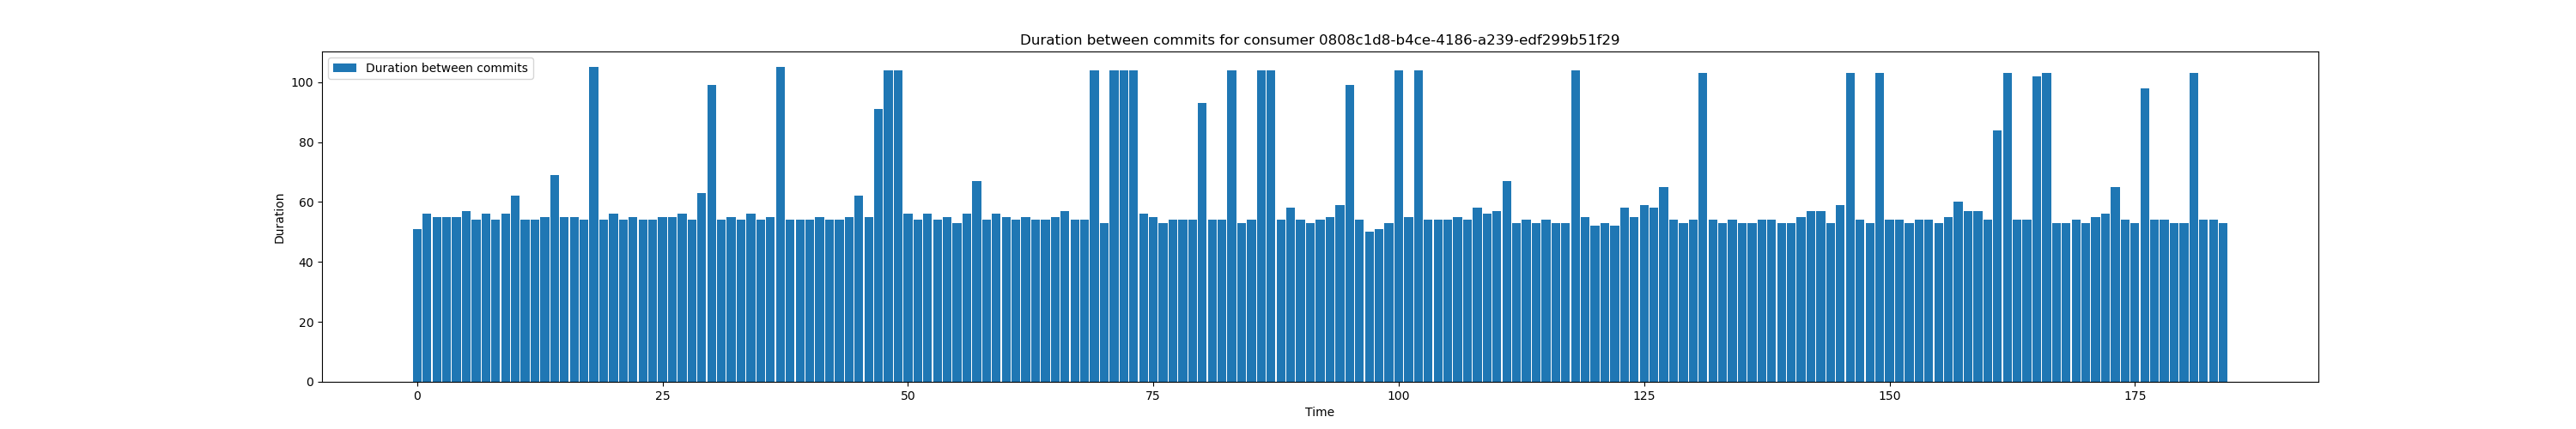 Duration between commits for consumer 0808c1d8-b4ce-4186-a239-edf299b51f29
Duration between commits
Duration
100
80
60
40
20
0
0 25 50 75 100 125 150 175
Time